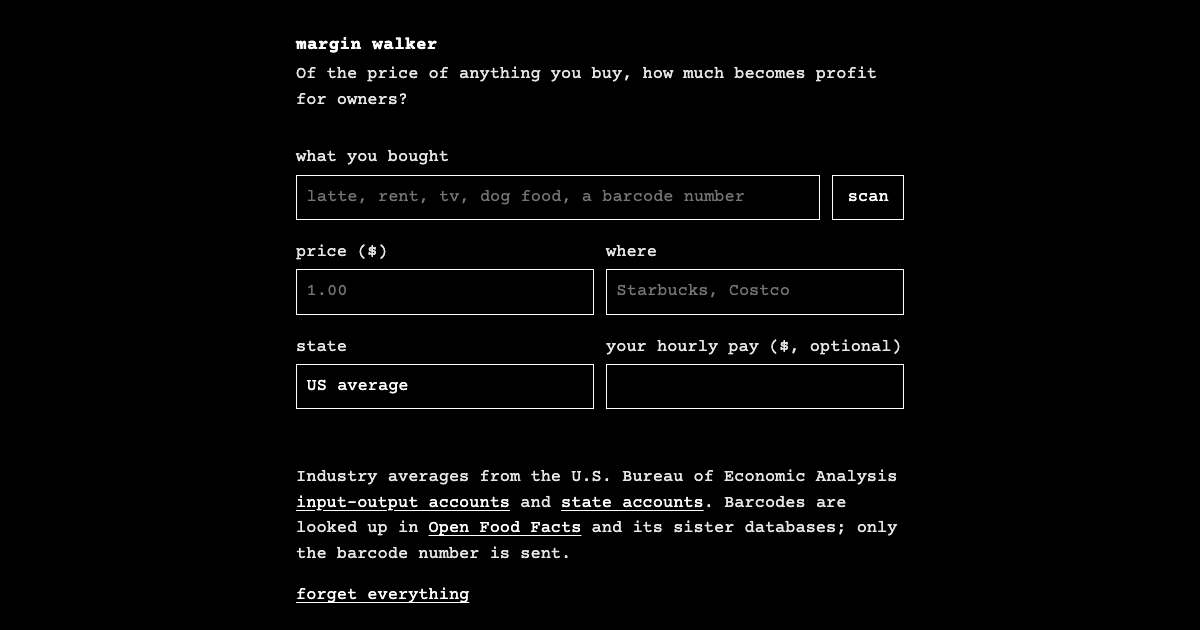 margin walker
Of the price of anything you buy, how much becomes profit
for owners?
what you bought
latte, rent, tv, dog food, a barcode number
scan
price ($)
where
1.00
Starbucks, Costco
state
your hourly pay ($, optional)
US average
Industry averages from the U.S. Bureau of Economic Analysis
input-output accounts and state accounts. Barcodes are
looked up in Open Food Facts and its sister databases; only
the barcode number is sent.
forget everything